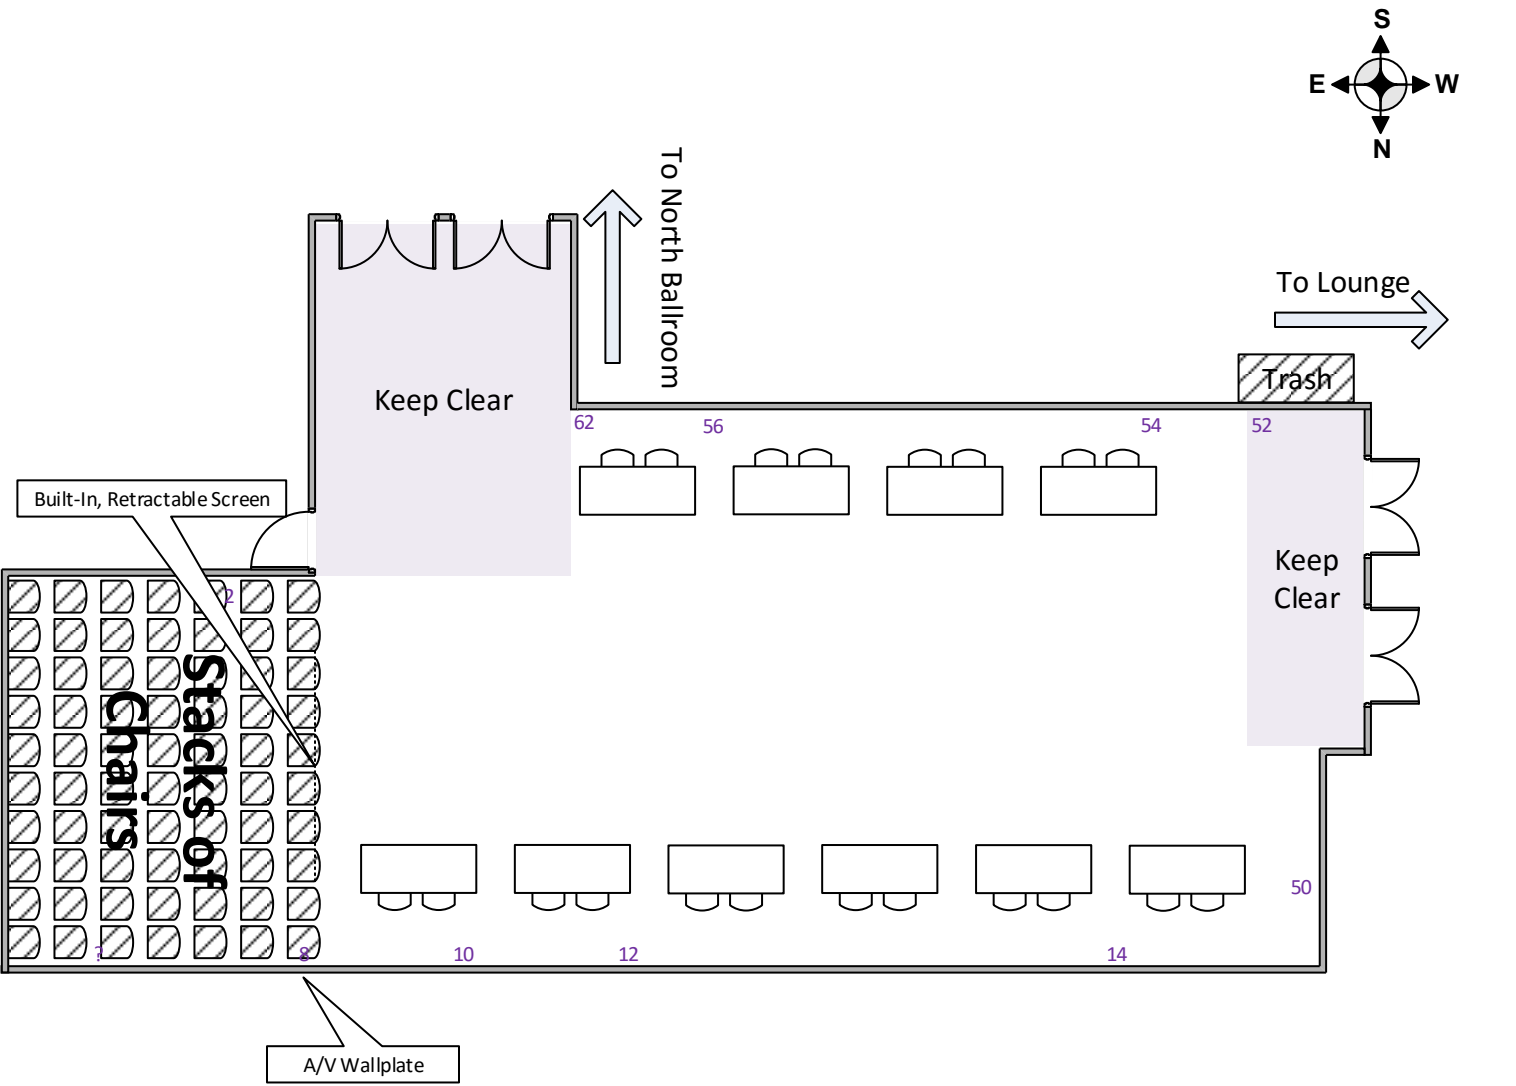 S
E
W
N
To North Ballroom
To Lounge
Trash
Keep Clear
62
56
54
52
Built-In, Retractable Screen
Keep
Clear
2
Stacks of
Chairs
50
?
8
10
12
14
A/V Wallplate